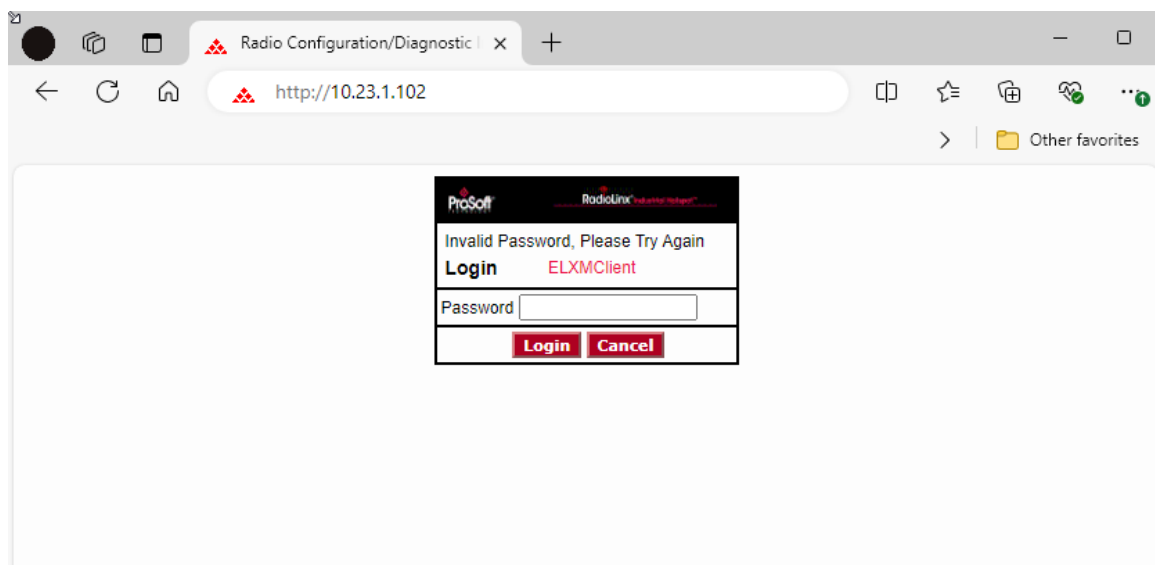 Radio Configuration/Diagnostic
http://10.23.1.102
Other favorites
ProSoft RadioLinx
Invalid Password, Please Try Again
Login ELXMClient
Password
Login Cancel